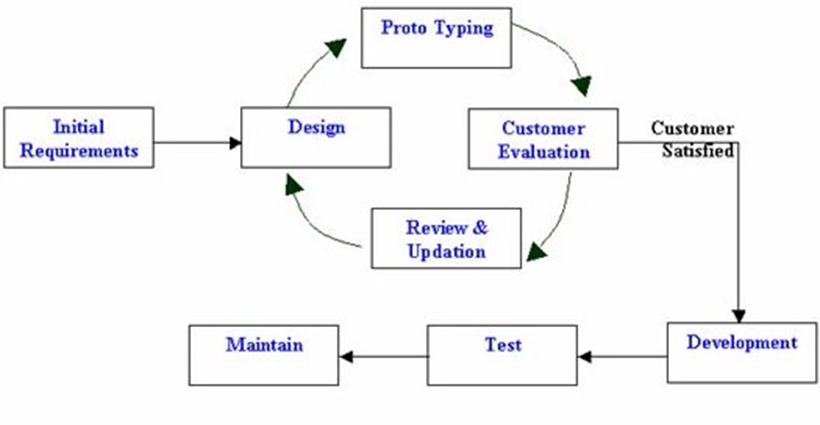 Proto Typing
Initial
Requirements
Design
Customer
Evaluation
Customer
Satisfied
Review &
Updation
Maintain
Test
Development